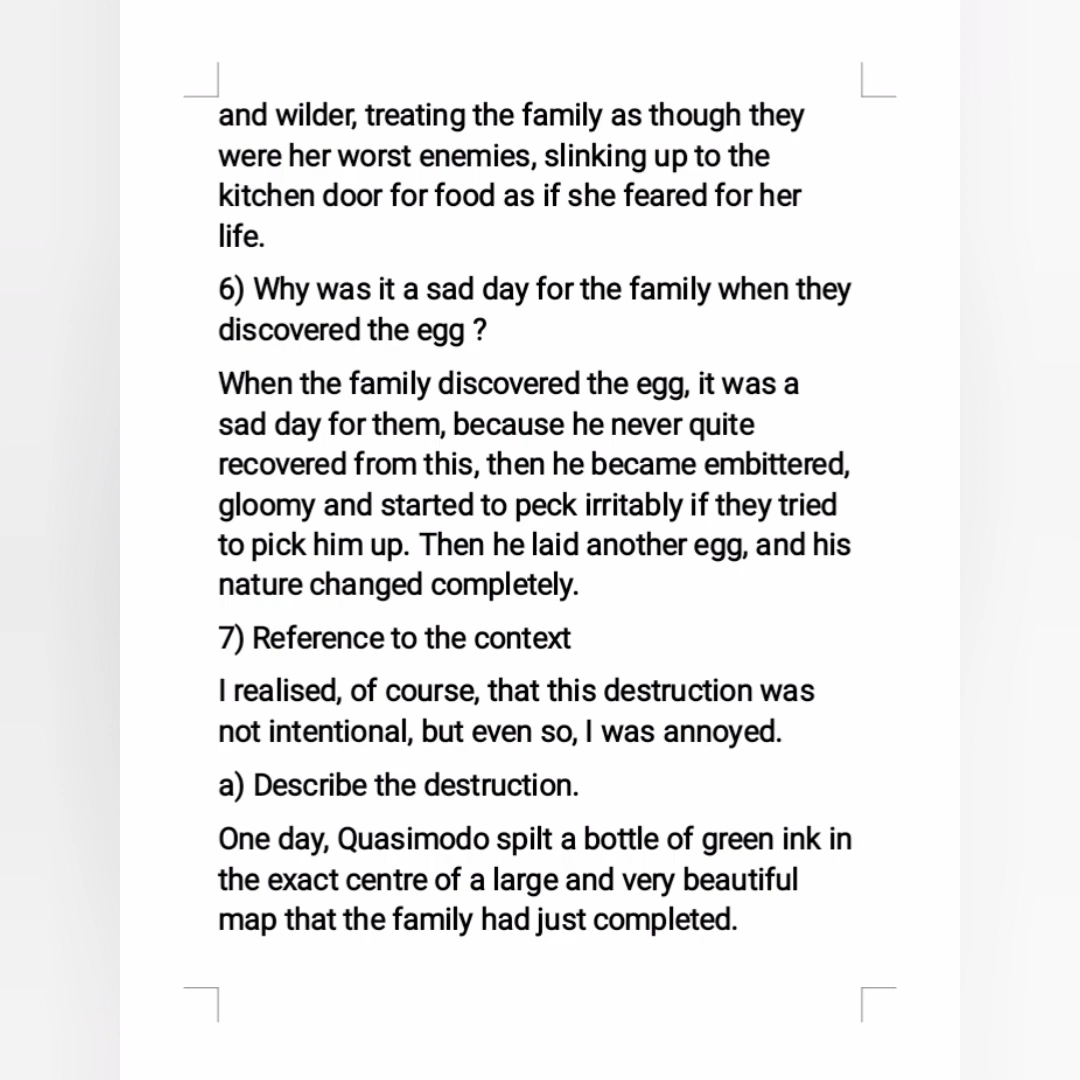 and wilder, treating the family as though they
were her worst enemies, slinking up to the
kitchen door for food as if she feared for her
life.
6) Why was it a sad day for the family when they
discovered the egg ?
When the family discovered the egg, it was a
sad day for them, because he never quite
recovered from this, then he became embittered,
gloomy and started to peck irritably if they tried
to pick him up. Then he laid another egg, and his
nature changed completely.
7) Reference to the context
I realised, of course, that this destruction was
not intentional, but even so, I was annoyed.
a) Describe the destruction.
One day, Quasimodo spilt a bottle of green ink in
the exact centre of a large and very beautiful
map that the family had just completed.